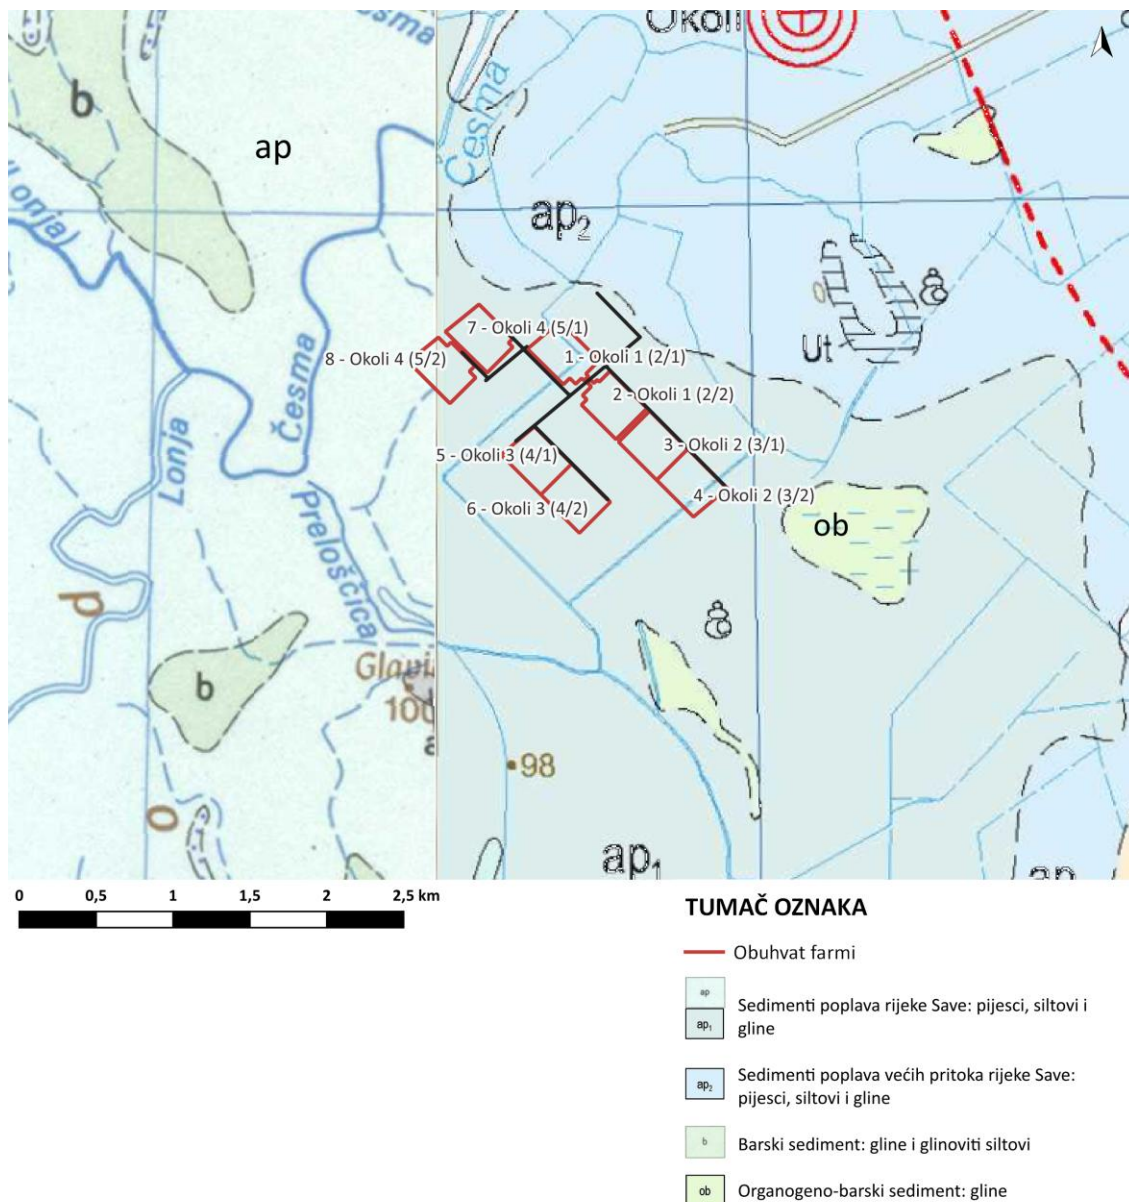 Česma
Okoli
b
ap
Česma
Lonja
ap₂
Ut
7 - Okoli 4 (5/1)
8 - Okoli 4 (5/2)
1 - Okoli 1 (2/1)
2 - Okoli 1 (2/2)
Česma
Lonja
5 - Okoli 3 (4/1)
3 - Okoli 2 (3/1)
6 - Okoli 3 (4/2)
4 - Okoli 2 (3/2)
ob
Prelošćica
p
b
98
o
ap₁
ap
0 0,5 1 1,5 2 2,5 km
TUMAČ OZNAKA
Obuhvat farmi
ap
ap₁
Sedimenti poplava rijeke Save: pijesci, siltovi i
gline
ap₂
Sedimenti poplava većih pritoka rijeke Save:
pijesci, siltovi i gline
b
Barski sediment: gline i glinoviti siltovi
ob
Organogeno-barski sediment: gline